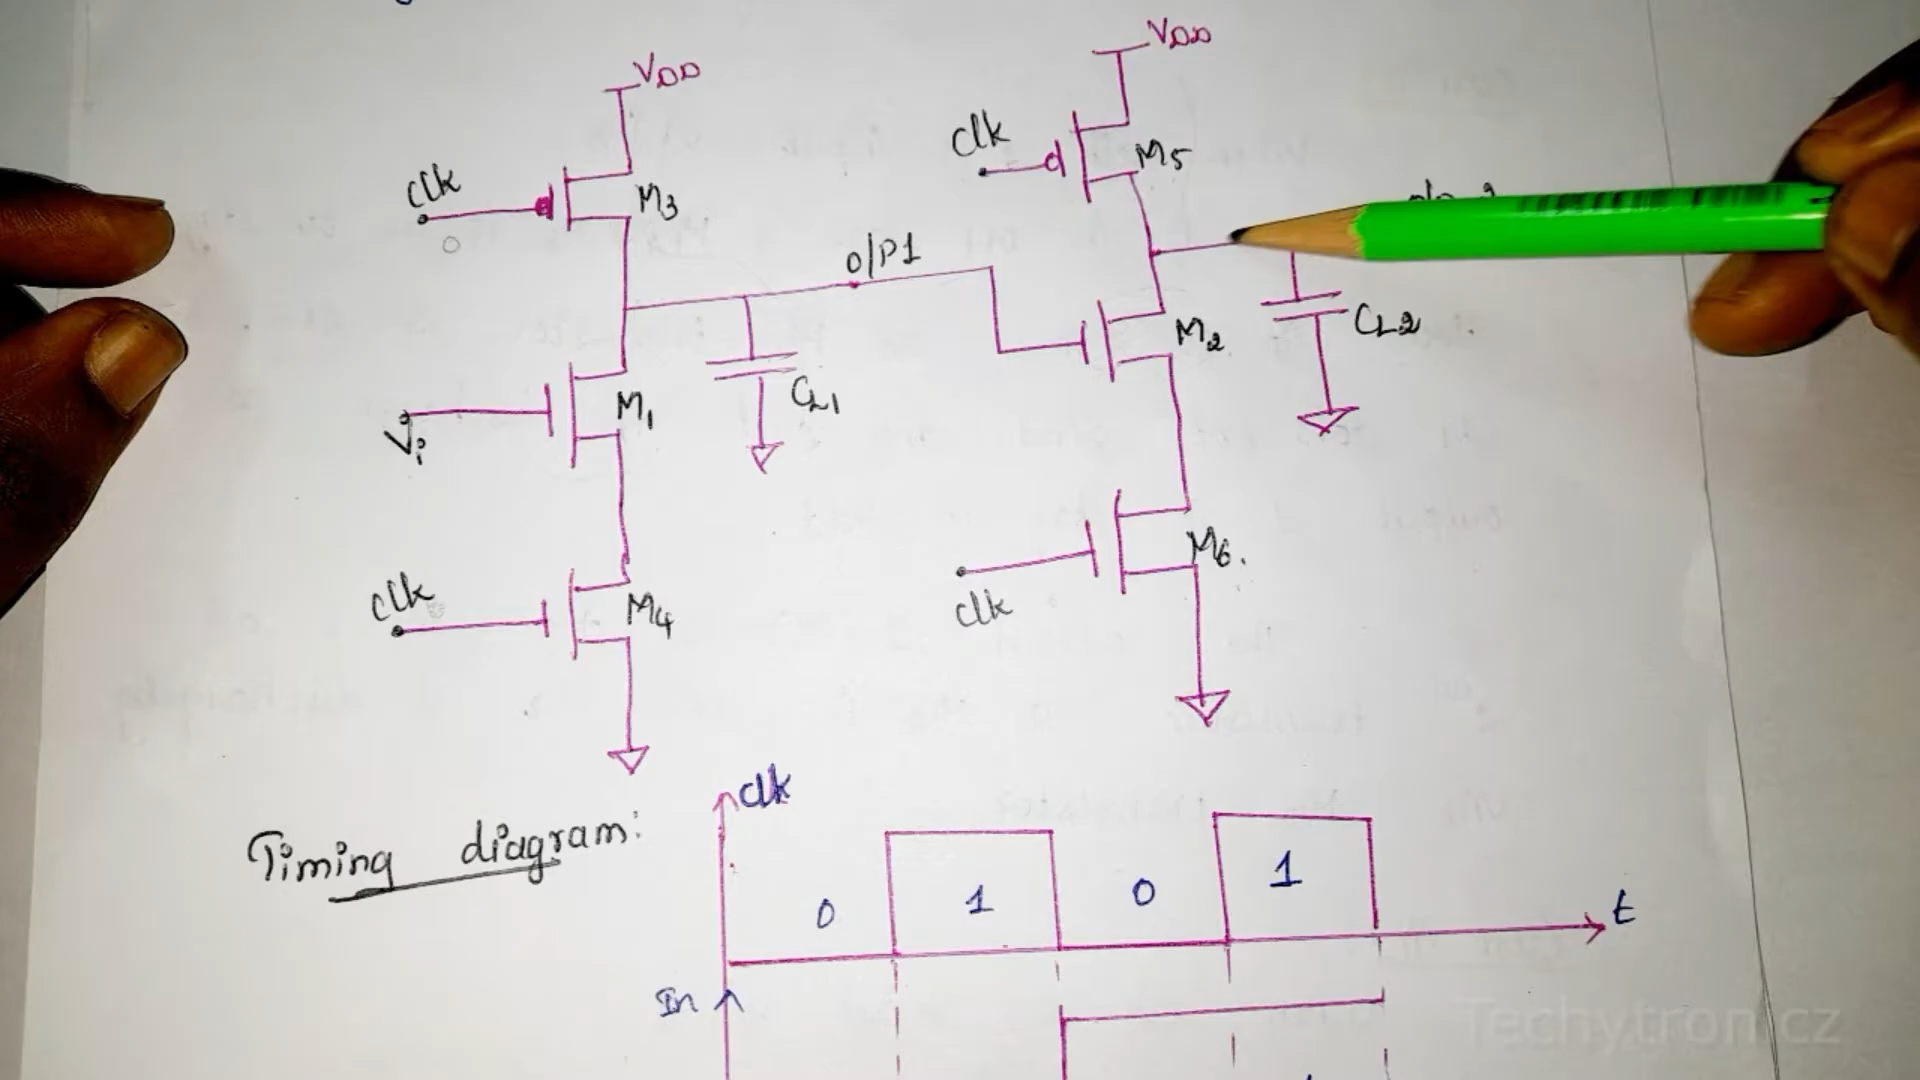 VDD
VDD
Clk
M3
0
Clk
M5
o/P1
Vi
M1
CL1
M2
CL2
Clk
M4
Clk
M6.
Timing diagram:
Clk
0 1 0 1
t
In
Techytron.cz